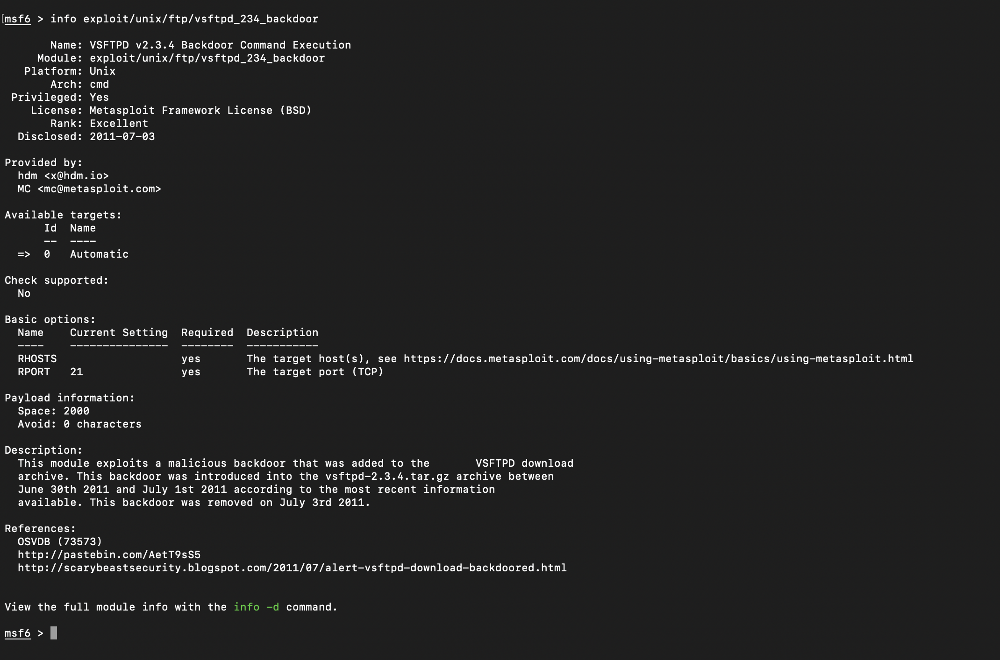 msf6 > info exploit/unix/ftp/vsftpd_234_backdoor
Name: VSFTPD v2.3.4 Backdoor Command Execution
Module: exploit/unix/ftp/vsftpd_234_backdoor
Platform: Unix
Arch: cmd
Privileged: Yes
License: Metasploit Framework License (BSD)
Rank: Excellent
Disclosed: 2011-07-03
Provided by:
hdm <x@hdm.io>
MC <mc@metasploit.com>
Available targets:
Id  Name
--  ----
=>  0   Automatic
Check supported:
No
Basic options:
Name    Current Setting  Required  Description
----    ---------------  --------  -----------
RHOSTS                   yes       The target host(s), see https://docs.metasploit.com/docs/using-metasploit/basics/using-metasploit.html
RPORT   21               yes       The target port (TCP)
Payload information:
Space: 2000
Avoid: 0 characters
Description:
This module exploits a malicious backdoor that was added to the       VSFTPD download
archive. This backdoor was introduced into the vsftpd-2.3.4.tar.gz archive between
June 30th 2011 and July 1st 2011 according to the most recent information
available. This backdoor was removed on July 3rd 2011.
References:
OSVDB (73573)
http://pastebin.com/AetT9sS5
http://scarybeastsecurity.blogspot.com/2011/07/alert-vsftpd-download-backdoored.html
View the full module info with the info -d command.
msf6 >